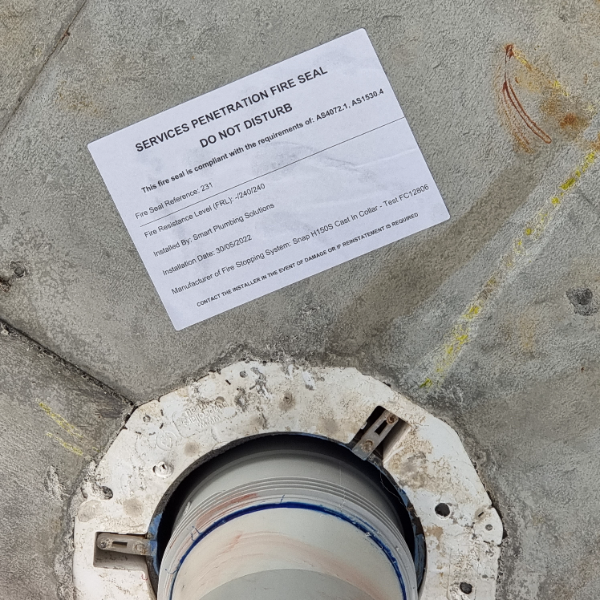 SERVICES PENETRATION FIRE SEAL
DO NOT DISTURB
This fire seal is compliant with the requirements of: AS4072.1, AS1530.4
Fire Seal Reference: 231
Fire Resistance Level (FRL): -/240/240
Installed By: Smart Plumbing Solutions
Installation Date: 30/05/2022
Manufacturer of Fire Stopping System: Snap H150S Cast In Collar - Test FC12806
CONTACT THE INSTALLER IN THE EVENT OF DAMAGE OR IF REINSTATEMENT IS REQUIRED